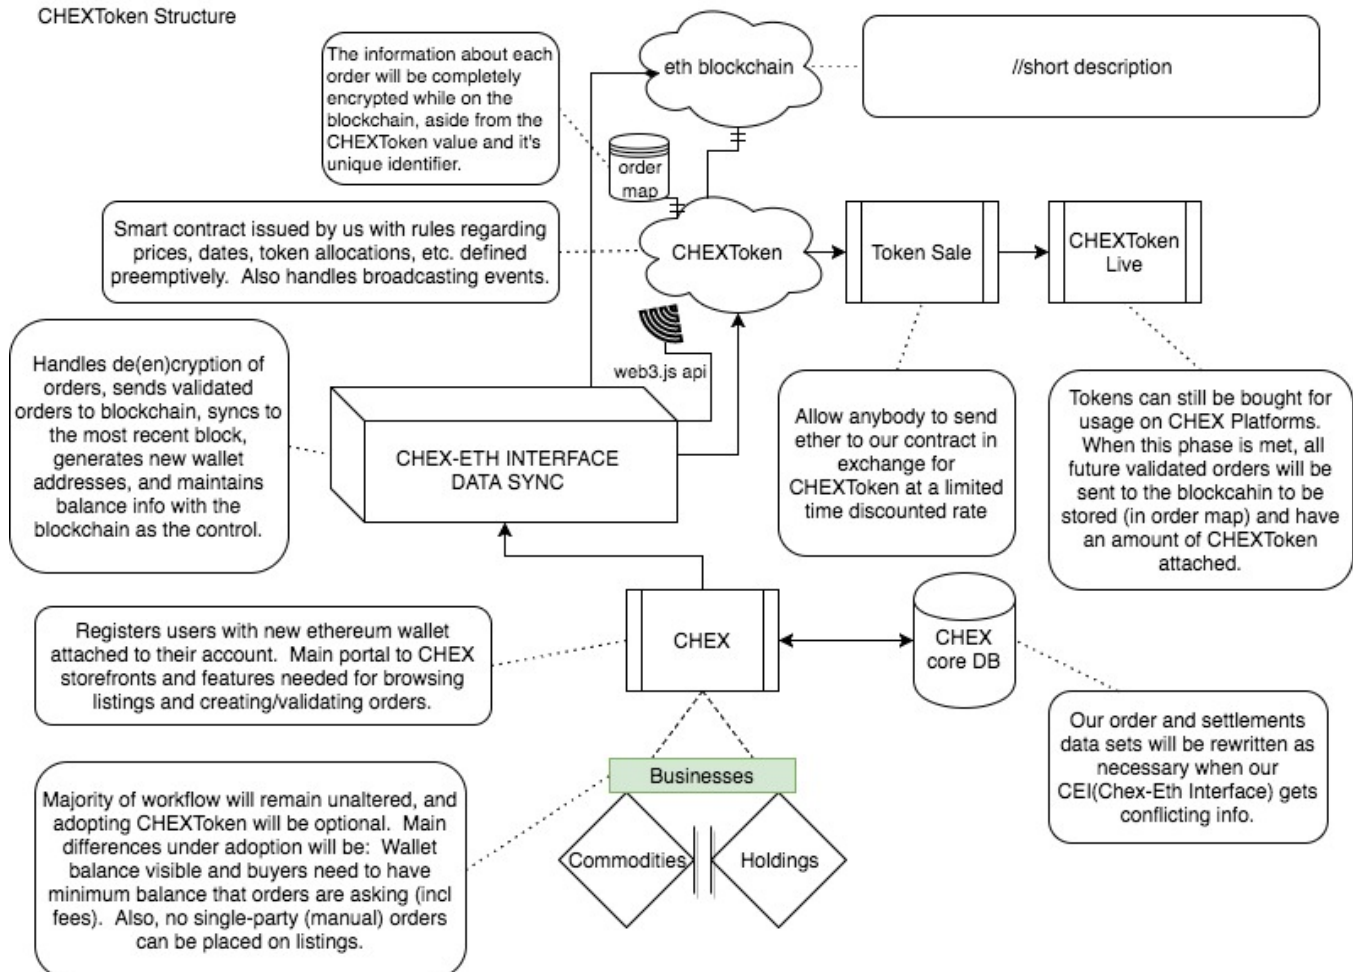 CHEXToken Structure
The information about each
order will be completely
encrypted while on the
blockchain, aside from the
CHEXToken value and it's
unique identifier.
eth blockchain
//short description
order
map
Smart contract issued by us with rules regarding
prices, dates, token allocations, etc. defined
preemptively. Also handles broadcasting events.
CHEXToken
Token Sale
CHEXToken
Live
Handles de(en)cryption of
orders, sends validated
orders to blockchain, syncs to
the most recent block,
generates new wallet
addresses, and maintains
balance info with the
blockchain as the control.
web3.js api
CHEX-ETH INTERFACE
DATA SYNC
Allow anybody to send
ether to our contract in
exchange for
CHEXToken at a limited
time discounted rate
Tokens can still be bought for
usage on CHEX Platforms.
When this phase is met, all
future validated orders will be
sent to the blockcahin to be
stored (in order map) and have
an amount of CHEXToken
attached.
Registers users with new ethereum wallet
attached to their account. Main portal to CHEX
storefronts and features needed for browsing
listings and creating/validating orders.
CHEX
CHEX
core DB
Our order and settlements
data sets will be rewritten as
necessary when our
CEI(Chex-Eth Interface) gets
conflicting info.
Businesses
Majority of workflow will remain unaltered, and
adopting CHEXToken will be optional. Main
differences under adoption will be: Wallet
balance visible and buyers need to have
minimum balance that orders are asking (incl
fees). Also, no single-party (manual) orders
can be placed on listings.
Commodities
Holdings